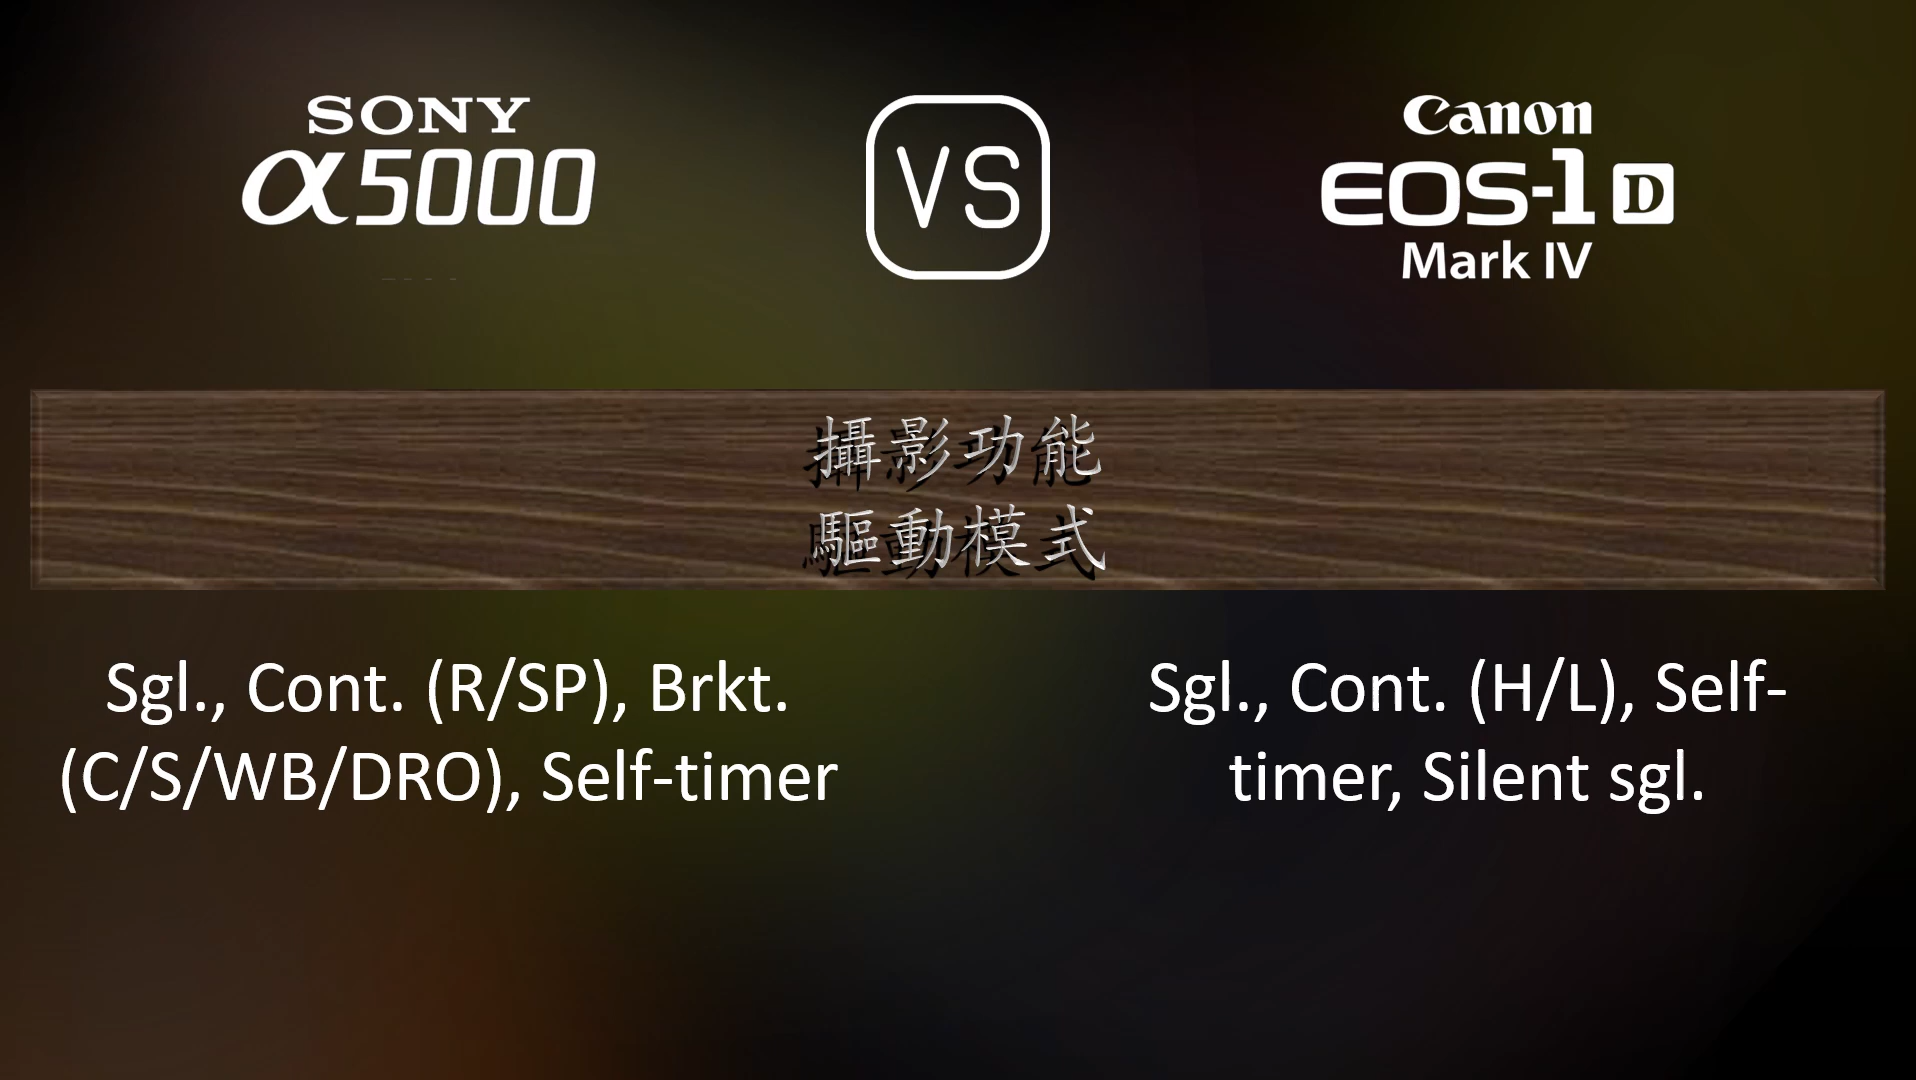 SONY
α5000
VS
Canon
EOS-1D
Mark IV
攝影功能
驅動模式
Sgl., Cont. (R/SP), Brkt.
(C/S/WB/DRO), Self-timer
Sgl., Cont. (H/L), Self-
timer, Silent sgl.